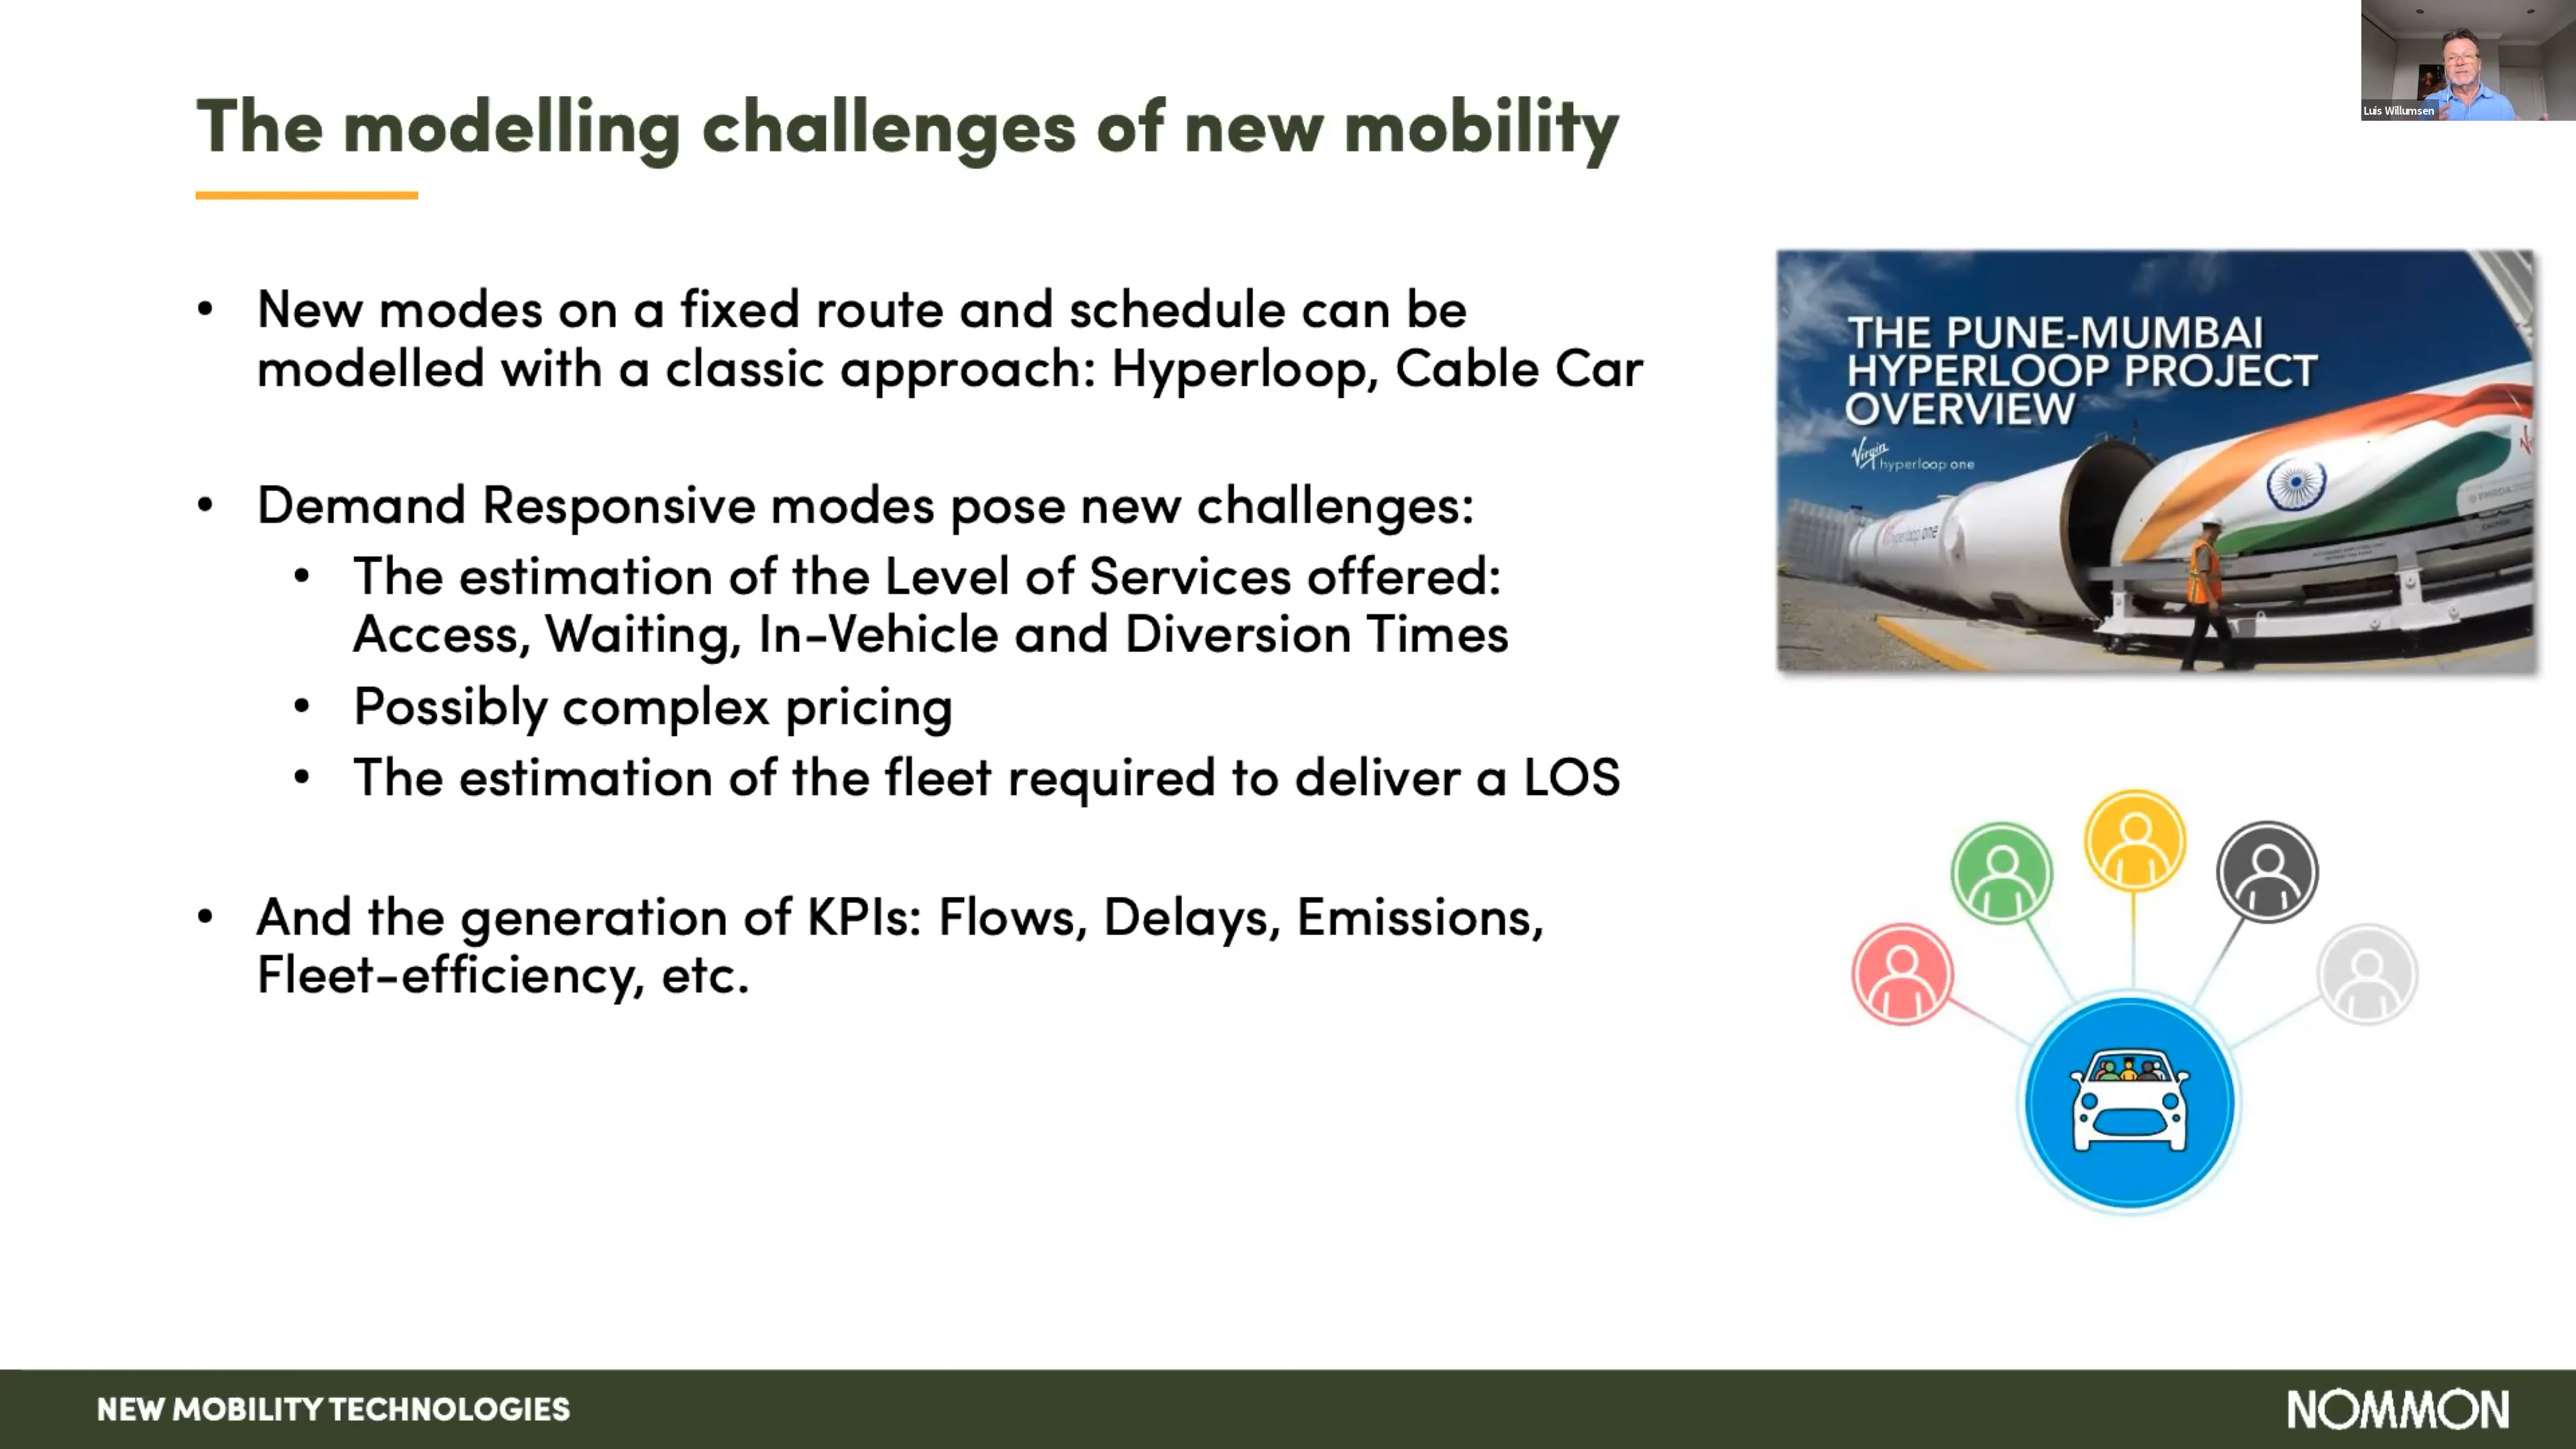 Luis Willumsen
The modelling challenges of new mobility
• New modes on a fixed route and schedule can be
modelled with a classic approach: Hyperloop, Cable Car
• Demand Responsive modes pose new challenges:
• The estimation of the Level of Services offered:
Access, Waiting, In-Vehicle and Diversion Times
• Possibly complex pricing
• The estimation of the fleet required to deliver a LOS
• And the generation of KPIs: Flows, Delays, Emissions,
Fleet-efficiency, etc.
THE PUNE-MUMBAI
HYPERLOOP PROJECT
OVERVIEW
Virgin
hyperloop one
hyperloop one
PMRDA
CAUTION
NEW MOBILITY TECHNOLOGIES
NOMMON